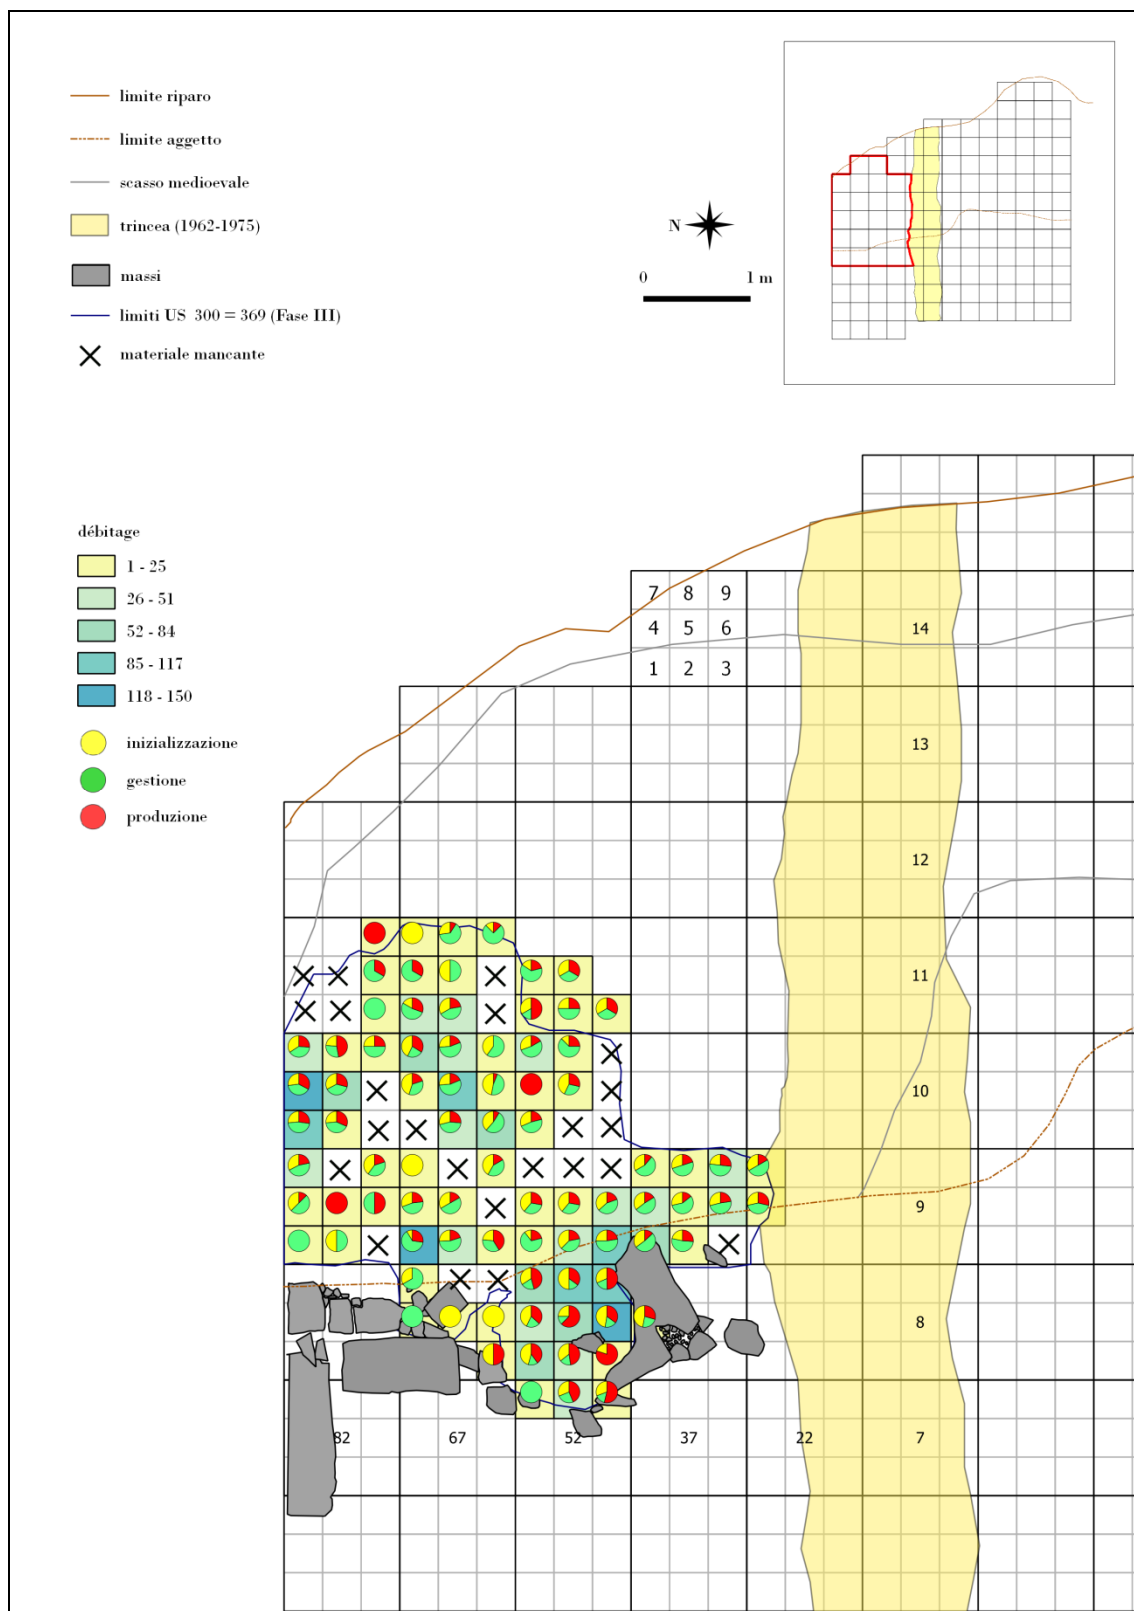 limite riparo
limite aggetto
scasso medioevale
trincea (1962-1975)
massi
limiti US 300 = 369 (Fase III)
materiale mancante
N
0 1 m
débitage
1 - 25
26 - 51
52 - 84
85 - 117
118 - 150
inizializzazione
gestione
produzione
7 8 9
4 5 6
1 2 3
14
13
12
11
10
9
8
82 67 52 37 22 7